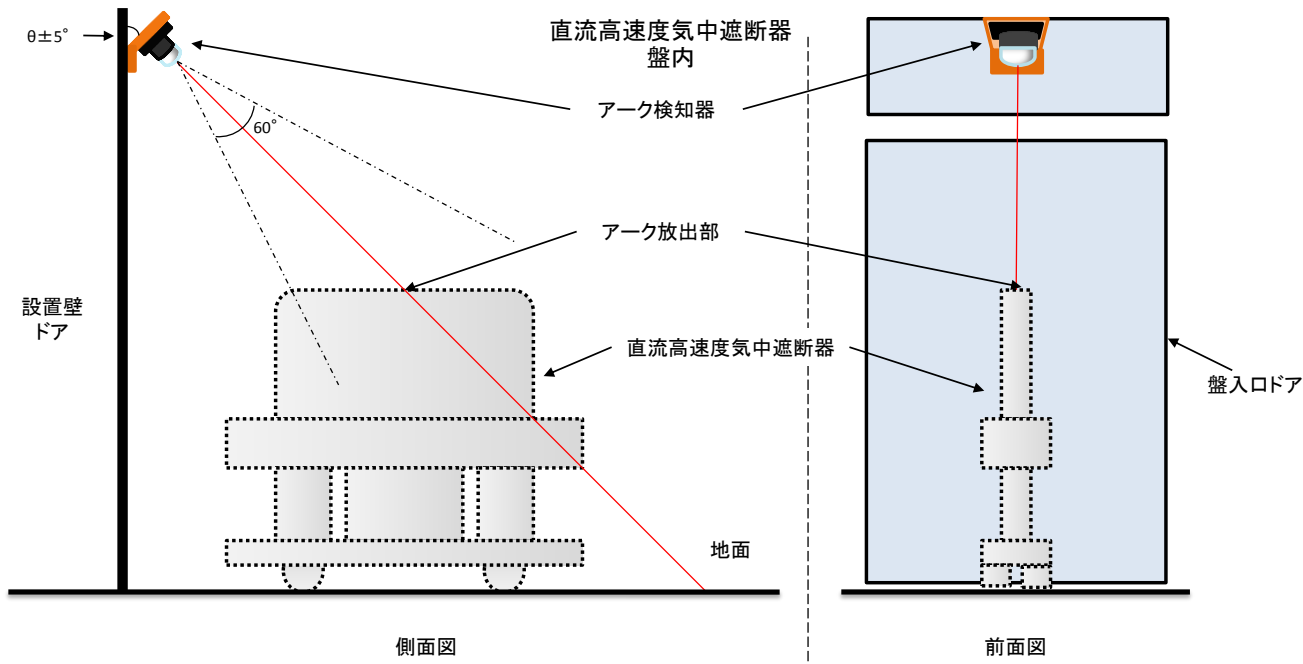 直流高速度気中遮断器
盤内
θ±5°
アーク検知器
60°
アーク放出部
設置壁
ドア
直流高速度気中遮断器
盤入口ドア
地面
側面図
前面図